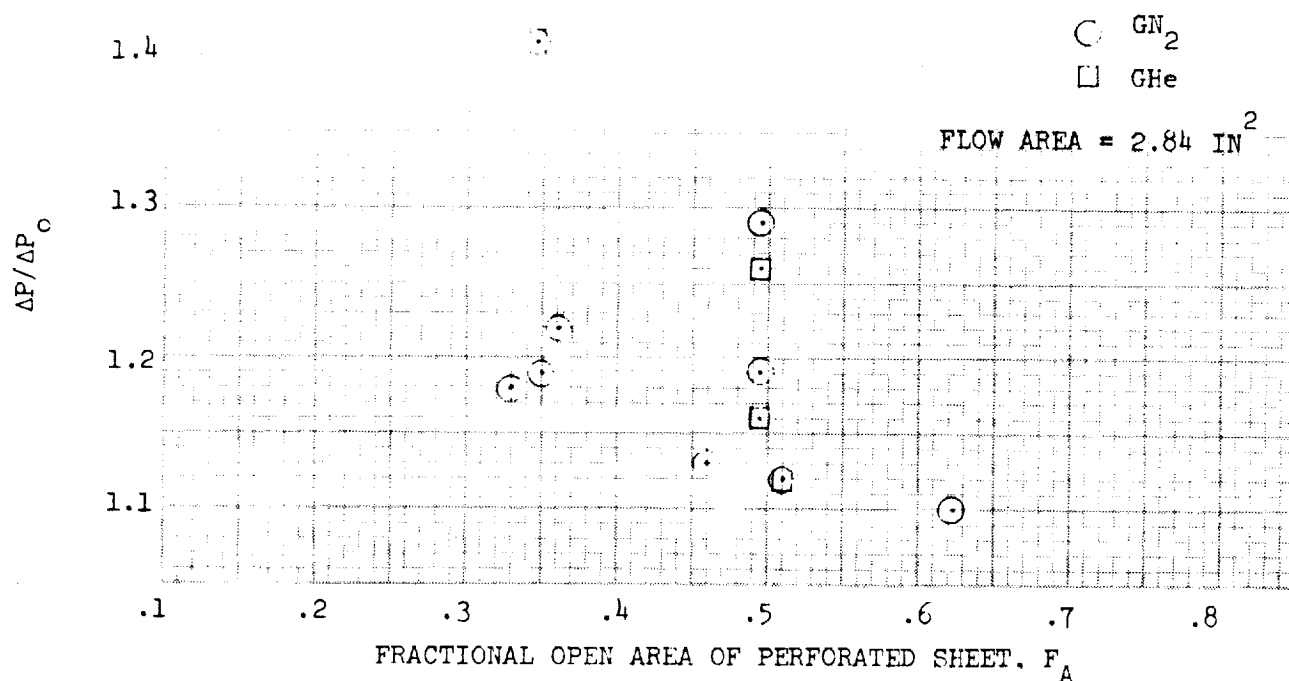 GN2
GHe
FLOW AREA = 2.84 IN2
1.4
1.3
1.2
1.1
ΔP/ΔPo
.1 .2 .3 .4 .5 .6 .7 .8
FRACTIONAL OPEN AREA OF PERFORATED SHEET. FA